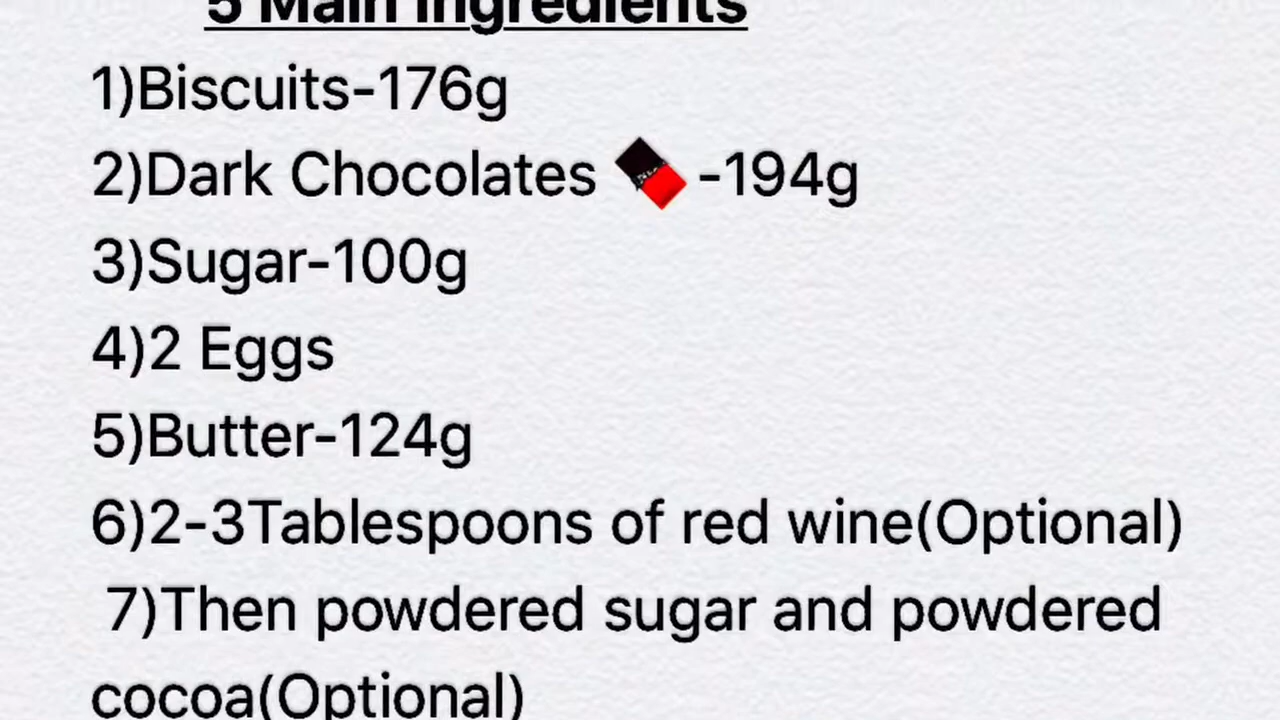 5 Main Ingredients
1)Biscuits-176g
2)Dark Chocolates 🍫 -194g
3)Sugar-100g
4)2 Eggs
5)Butter-124g
6)2-3Tablespoons of red wine(Optional)
7)Then powdered sugar and powdered
cocoa(Optional)